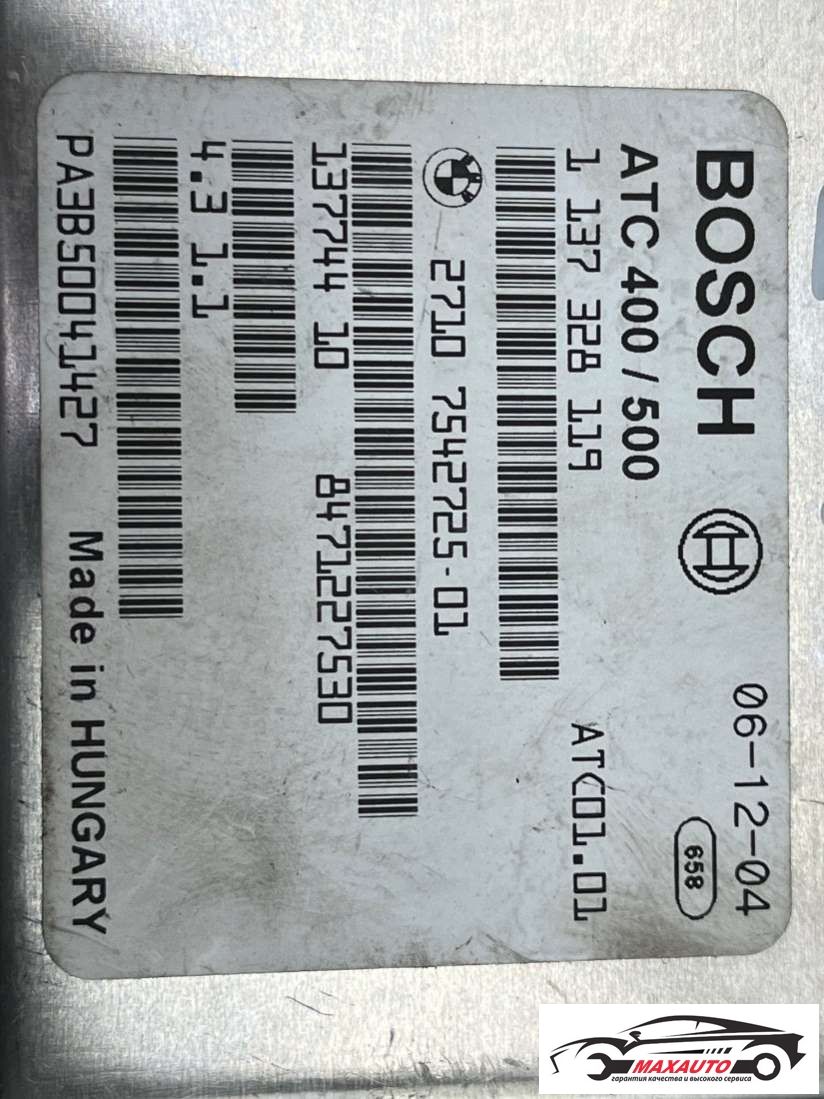 BOSCH 06-12-04
ATC 400 / 500 658
1 137 328 119 ATC01.01
2710 7542725-01
137744 10 8471227530
4.3 1.1
PA3B50041427 Made in HUNGARY
MAXAUTO
гарантия качества и высокого сервиса